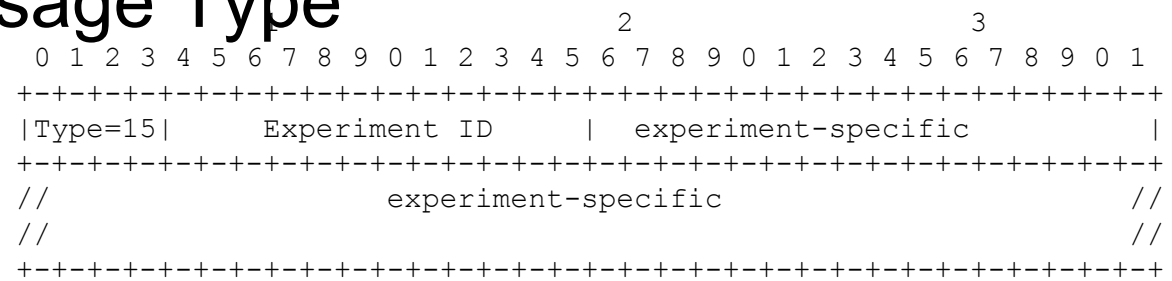 sage Type
1 2 3
0 1 2 3 4 5 6 7 8 9 0 1 2 3 4 5 6 7 8 9 0 1 2 3 4 5 6 7 8 9 0 1
+-+-+-+-+-+-+-+-+-+-+-+-+-+-+-+-+-+-+-+-+-+-+-+-+-+-+-+-+-+-+-+-+
|Type=15|     Experiment ID     |  experiment-specific          |
+-+-+-+-+-+-+-+-+-+-+-+-+-+-+-+-+-+-+-+-+-+-+-+-+-+-+-+-+-+-+-+-+
//                   experiment-specific                       //
//                                                             //
+-+-+-+-+-+-+-+-+-+-+-+-+-+-+-+-+-+-+-+-+-+-+-+-+-+-+-+-+-+-+-+-+